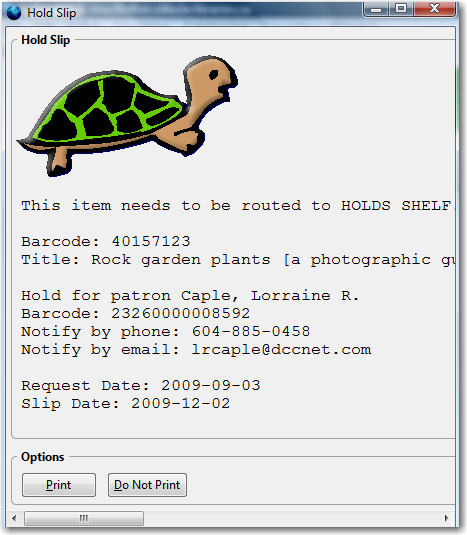 Hold Slip
Hold Slip
This item needs to be routed to HOLDS SHELF.
Barcode: 40157123
Title: Rock garden plants [a photographic
Hold for patron Caple, Lorraine R.
Barcode: 23260000008592
Notify by phone: 604-885-0458
Notify by email: lrcaple@dccnet.com
Request Date: 2009-09-03
Slip Date: 2009-12-02
Options
Print
Do Not Print